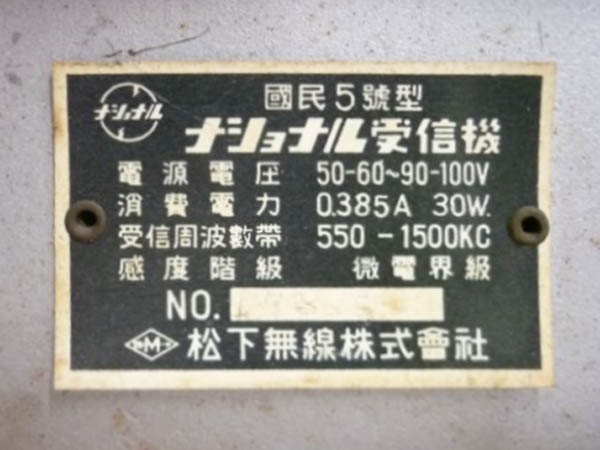 ナショナル
國民5號型
ナショナル受信機
電源電圧 50-60~90-100V
消費電力 0.385A 30W.
受信周波數帶 550-1500KC
感度階級 微電界級
NO.
M 松下無線株式會社